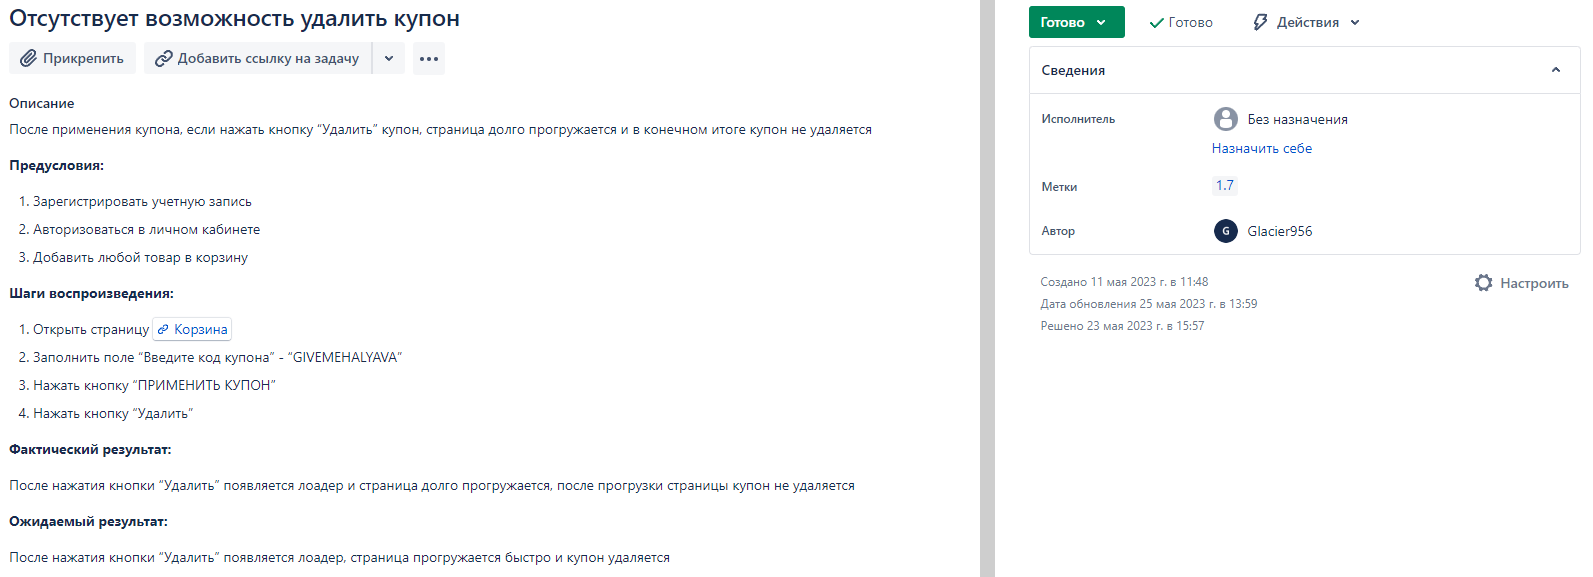 Отсутствует возможность удалить купон
Прикрепить
Добавить ссылку на задачу
Описание
После применения купона, если нажать кнопку “Удалить” купон, страница долго прогружается и в конечном итоге купон не удаляется
Предусловия:
1. Зарегистрировать учетную запись
2. Авторизоваться в личном кабинете
3. Добавить любой товар в корзину
Шаги воспроизведения:
1. Открыть страницу Корзина
2. Заполнить поле “Введите код купона” - “GIVEMEHALYAVA”
3. Нажать кнопку “ПРИМЕНИТЬ КУПОН”
4. Нажать кнопку “Удалить”
Фактический результат:
После нажатия кнопки “Удалить” появляется лоадер и страница долго прогружается, после прогрузки страницы купон не удаляется
Ожидаемый результат:
После нажатия кнопки “Удалить” появляется лоадер, страница прогружается быстро и купон удаляется
Готово
Готово
Действия
Сведения
Исполнитель
Без назначения
Назначить себе
Метки
1.7
Автор
G
Glacier956
Создано 11 мая 2023 г. в 11:48
Дата обновления 25 мая 2023 г. в 13:59
Решено 23 мая 2023 г. в 15:57
Настроить